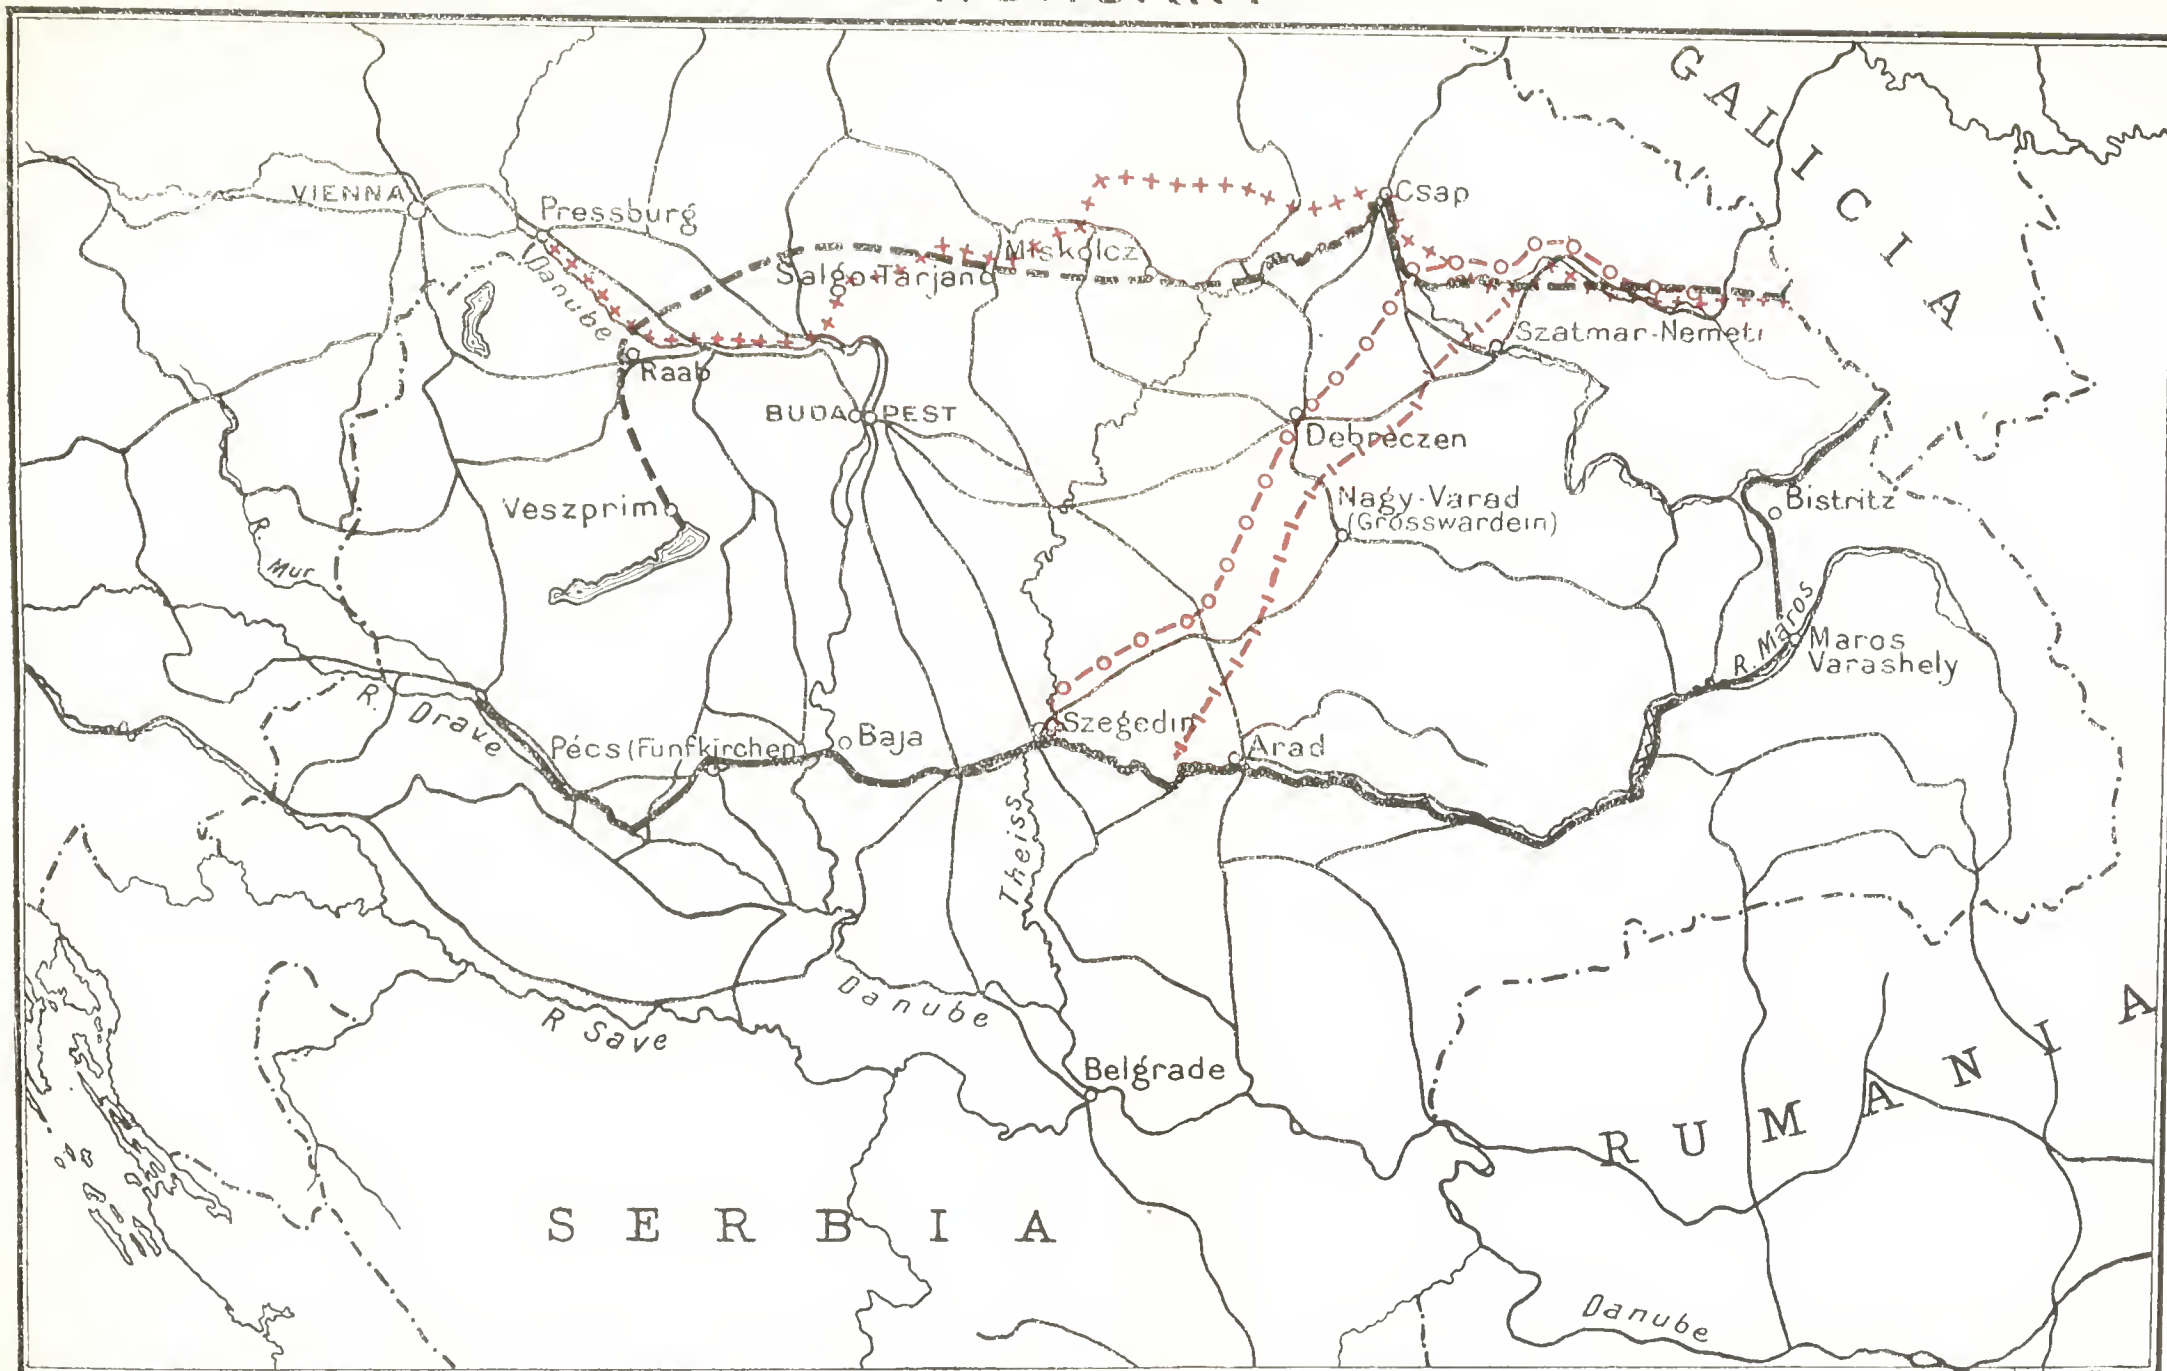 GALICIA
VIENNA
Pressburg
Csap
Danube
Miskolcz
Salgo-Tarjano
Szatmar-Nemeti
Raab
BUDA PEST
Debreczen
Veszprim
Nagy-Varad
(Grosswardein)
Bistritz
R. Mur
R. Maros
Maros
Varashely
R. Drave
Pécs (Funfkirchen)
Baja
Szegedin
Arad
Theiss
Danube
R Save
Belgrade
RUMANIA
SERBIA
Danube